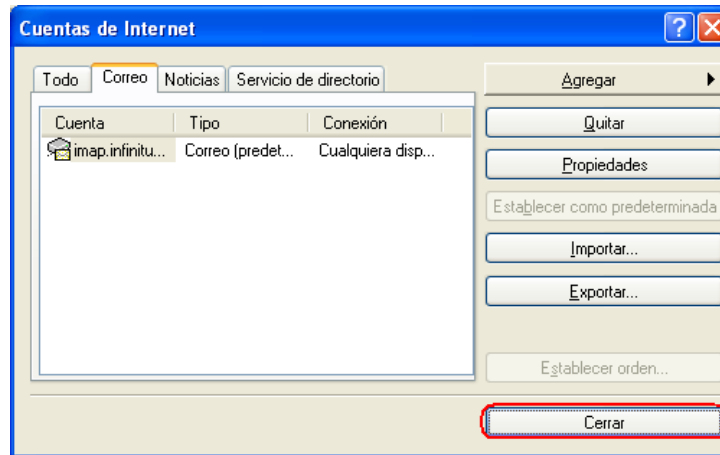 Cuentas de Internet
Todo Correo Noticias Servicio de directorio
Cuenta Tipo Conexión
imap.infinitu... Correo (predet... Cualquiera disp...
Agregar
Quitar
Propiedades
Establecer como predeterminada
Importar...
Exportar...
Establecer orden...
Cerrar